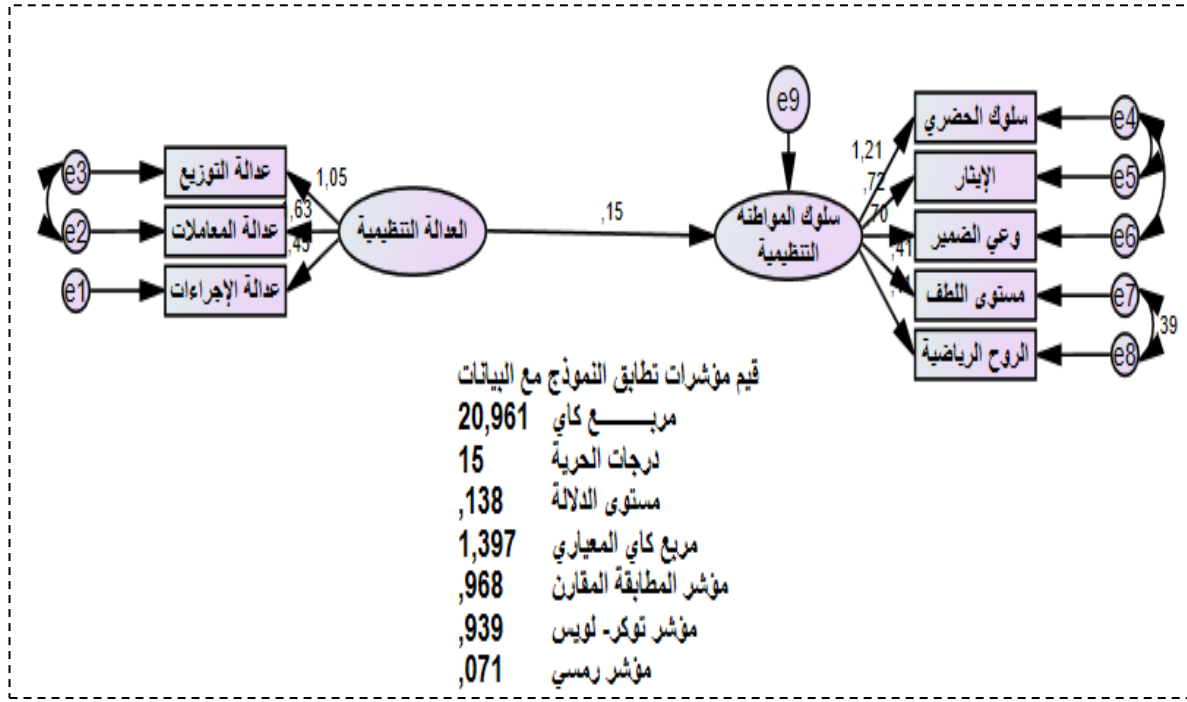 e9
e3
عدالة التوزيع
1,05
e2
عدالة المعاملات
e1
عدالة الإجراءات
العدالة التنظيمية
,15
سلوك المواطنه
التنظيمية
1,21
,72
,41
سلوك الحضري
e4
الإيثار
e5
وعي الضمير
e6
مستوى اللطف
e7
الروح الرياضية
e8
,39
قيم مؤشرات تطابق النموذج مع البيانات
مربـــــع كاي 20,961
درجات الحرية 15
مستوى الدلالة ,138
مربع كاي المعياري 1,397
مؤشر المطابقة المقارن ,968
مؤشر توكر- لويس ,939
مؤشر رمسي ,071